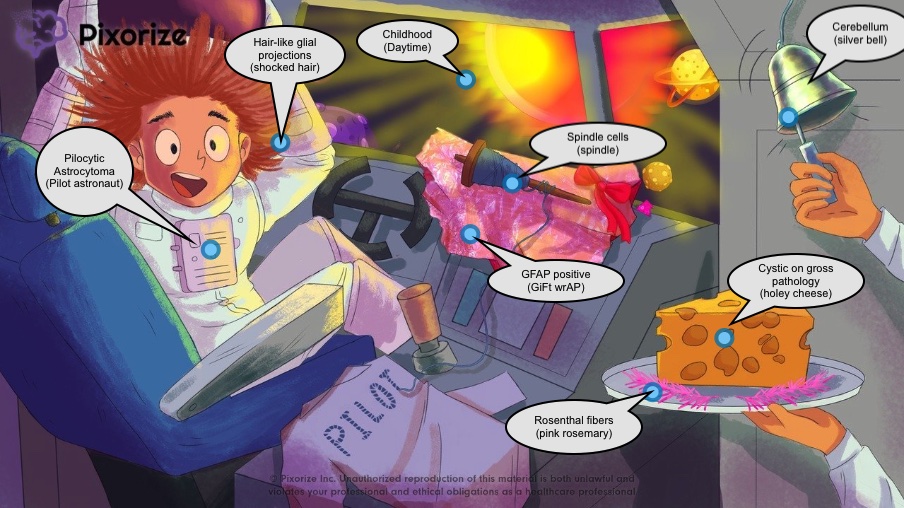 Pixorize
Hair-like glial
projections
(shocked hair)
Childhood
(Daytime)
Cerebellum
(silver bell)
Pilocytic
Astrocytoma
(Pilot astronaut)
Spindle cells
(spindle)
GFAP positive
(GiFt wrAP)
Cystic on gross
pathology
(holey cheese)
Rosenthal fibers
(pink rosemary)
PILOT
© Pixorize Inc. Unauthorized reproduction of this material is both unlawful and
violates your professional and ethical obligations as a healthcare professional